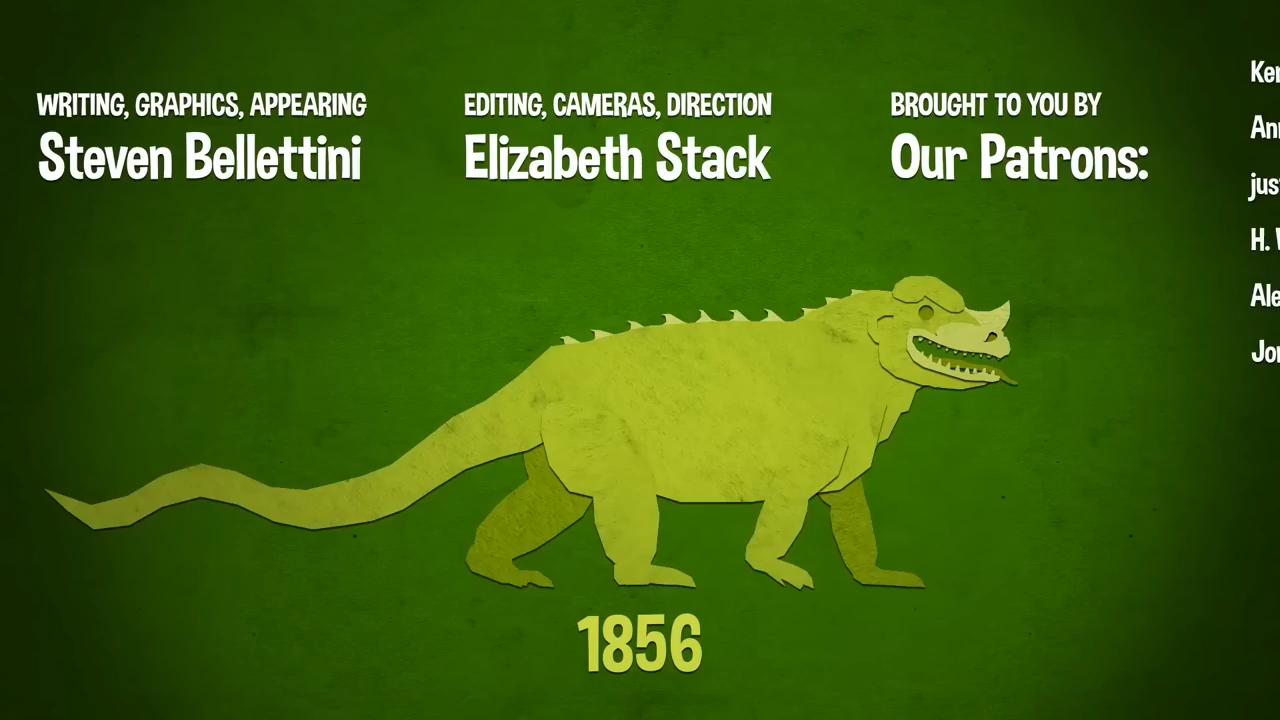 WRITING, GRAPHICS, APPEARING
Steven Bellettini
EDITING, CAMERAS, DIRECTION
Elizabeth Stack
BROUGHT TO YOU BY
Our Patrons:
H.
1856